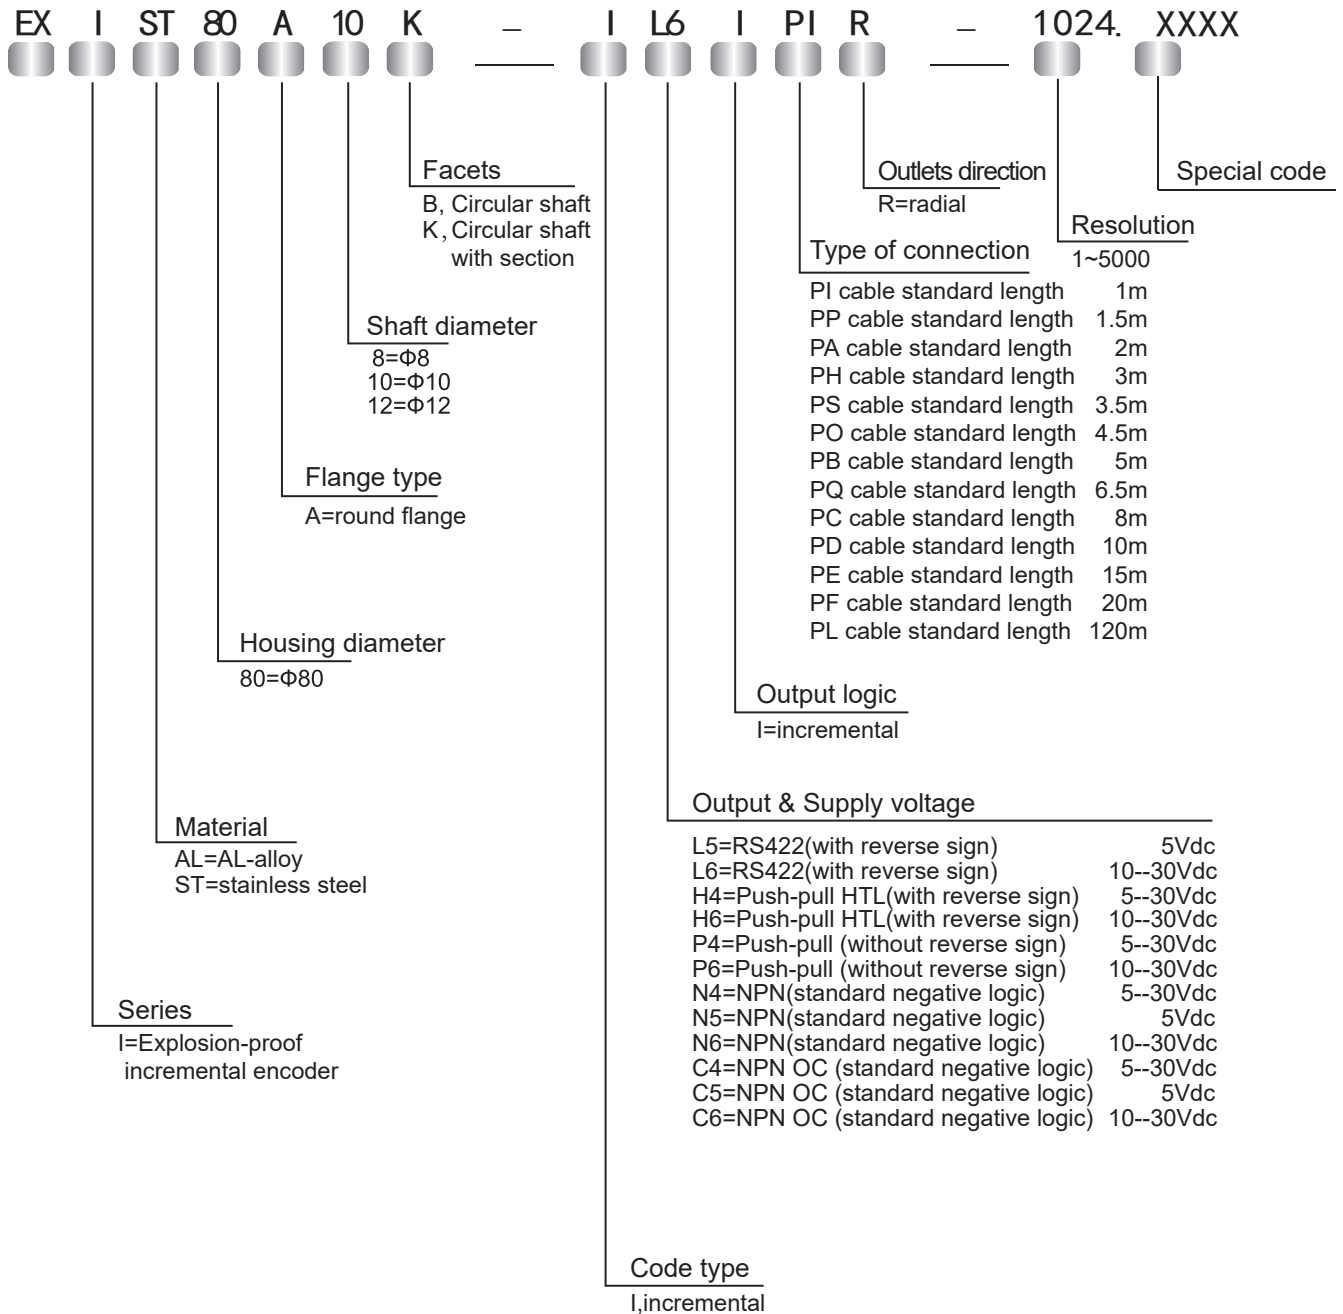 EX I ST 80 A 10 K - I L6 I PI R - 1024. XXXX
Facets
B, Circular shaft
K, Circular shaft
with section
Outlets direction
R=radial
Special code
Resolution
1~5000
Type of connection
PI cable standard length 1m
PP cable standard length 1.5m
PA cable standard length 2m
PH cable standard length 3m
PS cable standard length 3.5m
PO cable standard length 4.5m
PB cable standard length 5m
PQ cable standard length 6.5m
PC cable standard length 8m
PD cable standard length 10m
PE cable standard length 15m
PF cable standard length 20m
PL cable standard length 120m
Shaft diameter
8=Φ8
10=Φ10
12=Φ12
Flange type
A=round flange
Housing diameter
80=Φ80
Output logic
I=incremental
Output & Supply voltage
L5=RS422(with reverse sign) 5Vdc
L6=RS422(with reverse sign) 10--30Vdc
H4=Push-pull HTL(with reverse sign) 5--30Vdc
H6=Push-pull HTL(with reverse sign) 10--30Vdc
P4=Push-pull (without reverse sign) 5--30Vdc
P6=Push-pull (without reverse sign) 10--30Vdc
N4=NPN(standard negative logic) 5--30Vdc
N5=NPN(standard negative logic) 5Vdc
N6=NPN(standard negative logic) 10--30Vdc
C4=NPN OC (standard negative logic) 5--30Vdc
C5=NPN OC (standard negative logic) 5Vdc
C6=NPN OC (standard negative logic) 10--30Vdc
Material
AL=AL-alloy
ST=stainless steel
Series
I=Explosion-proof
incremental encoder
Code type
I,incremental